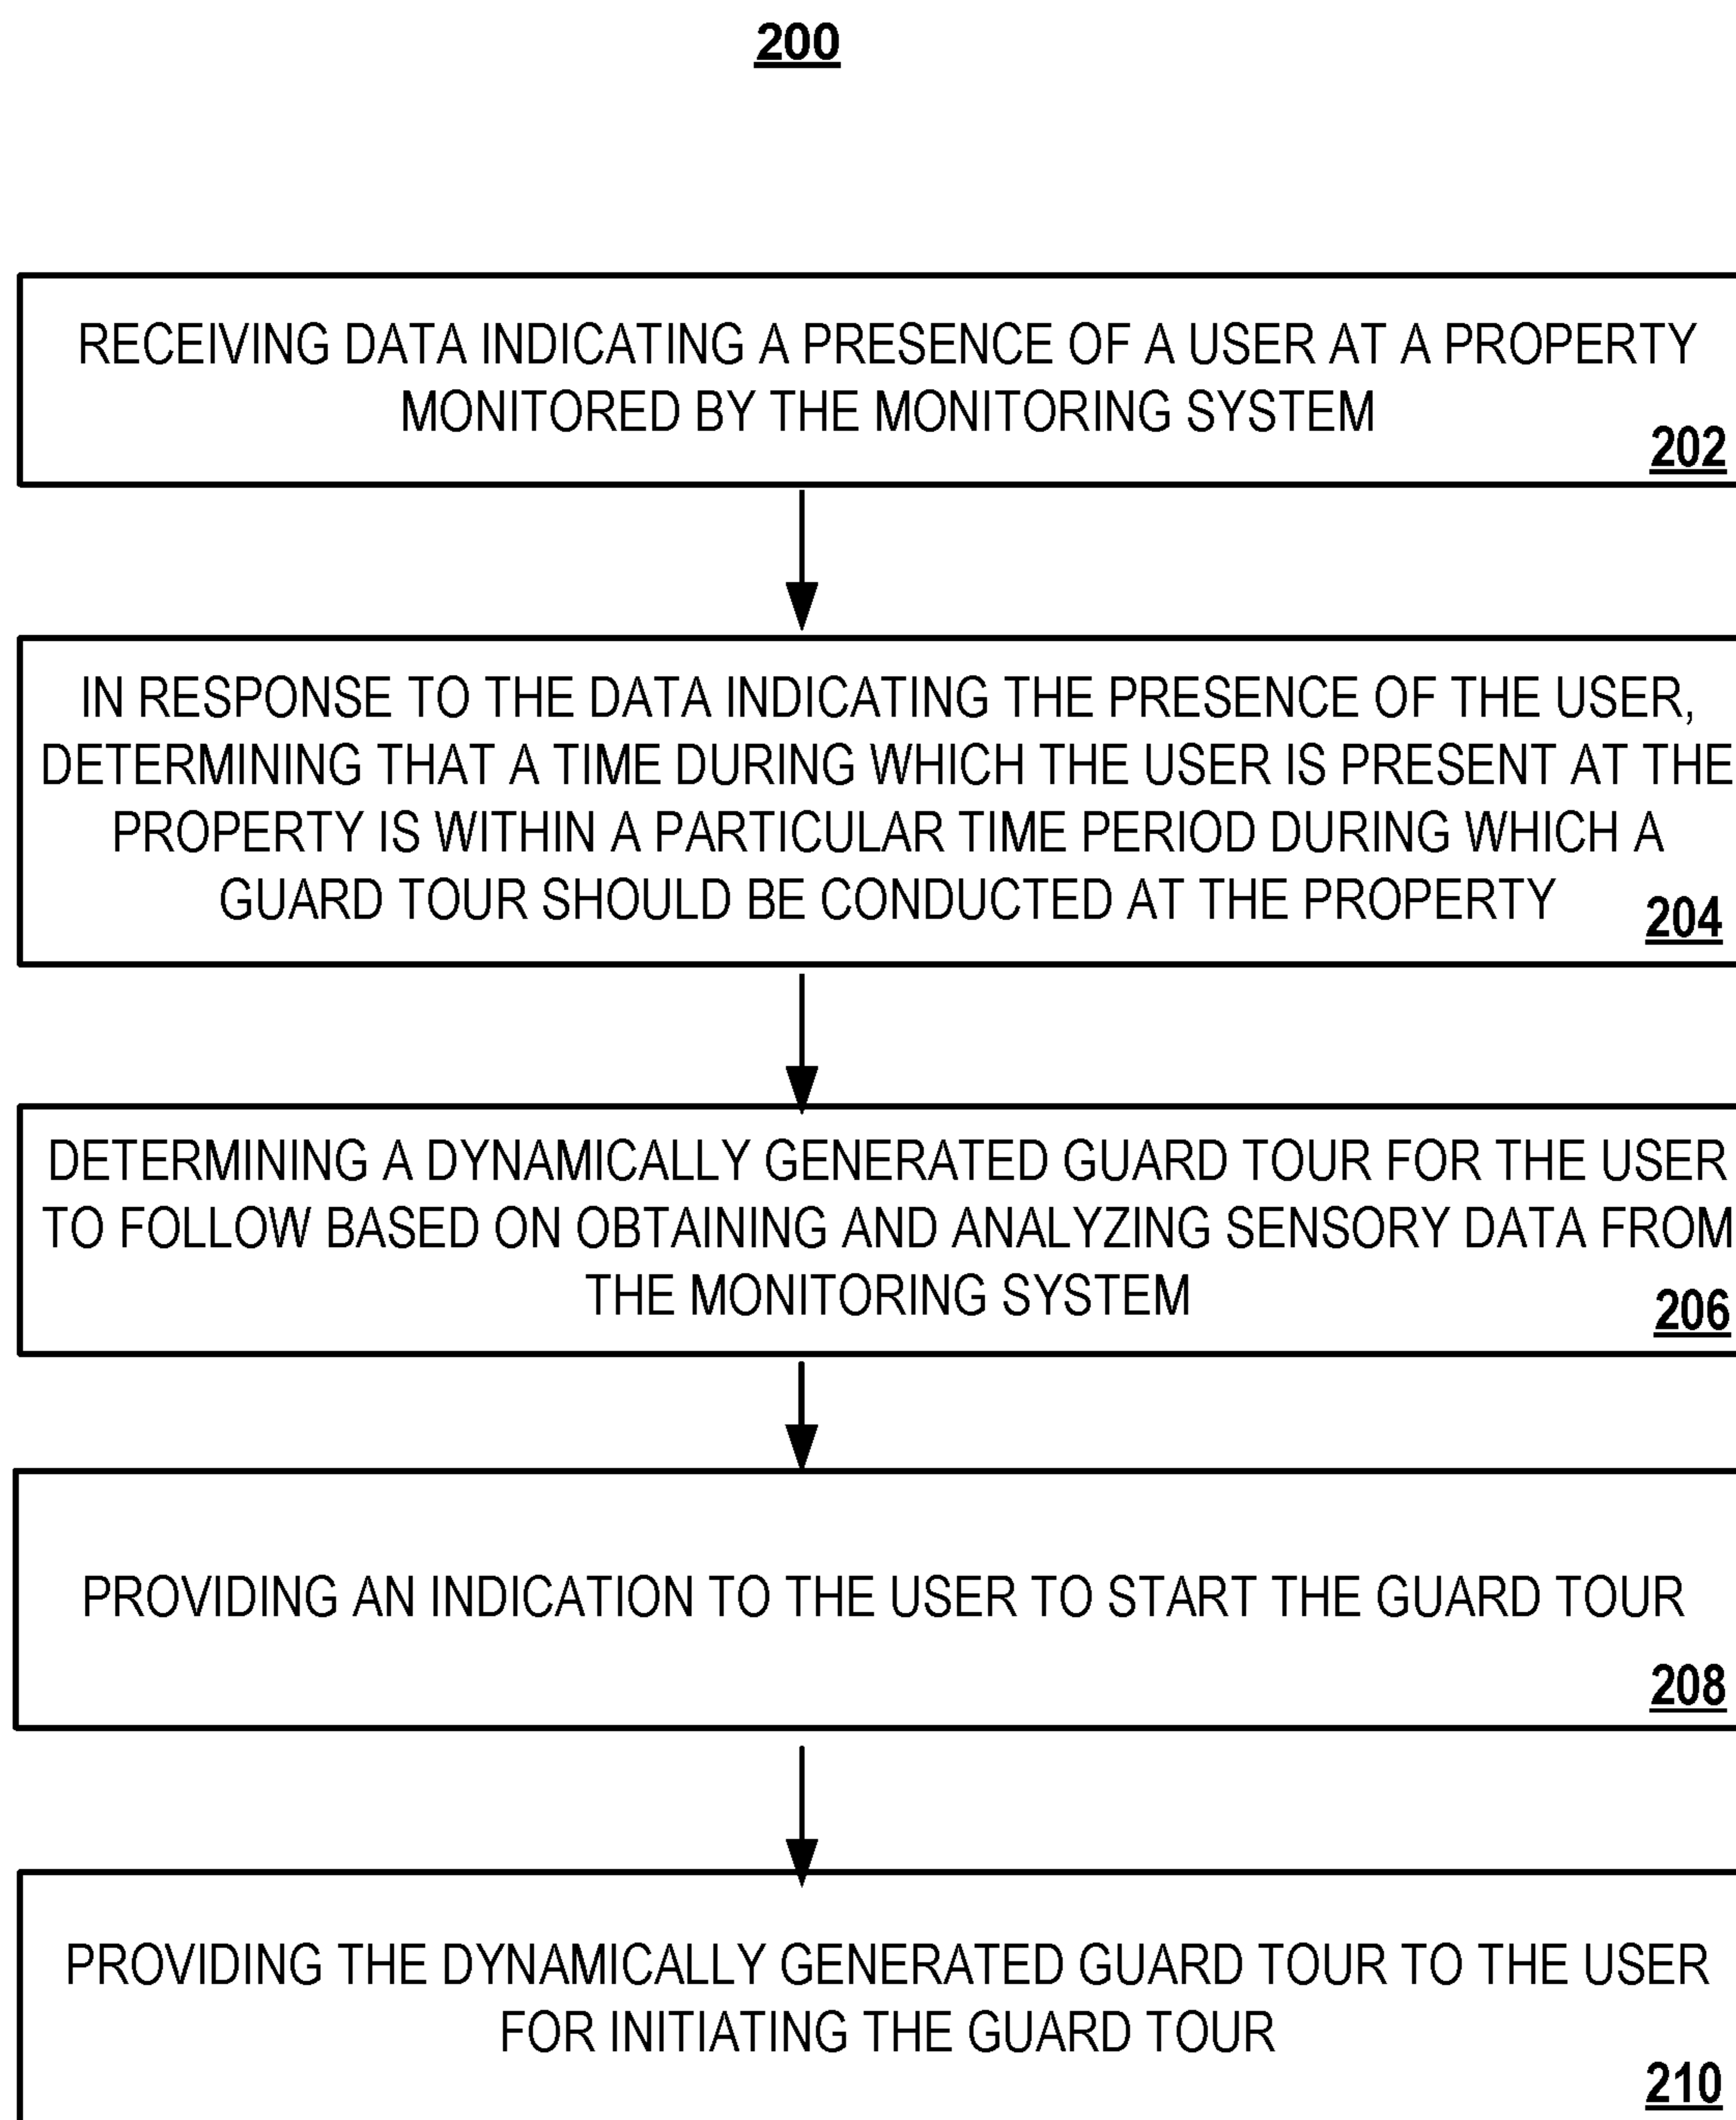 200
RECEIVING DATA INDICATING A PRESENCE OF A USER AT A PROPERTY
MONITORED BY THE MONITORING SYSTEM
202
IN RESPONSE TO THE DATA INDICATING THE PRESENCE OF THE USER,
DETERMINING THAT A TIME DURING WHICH THE USER IS PRESENT AT THE
PROPERTY IS WITHIN A PARTICULAR TIME PERIOD DURING WHICH A
GUARD TOUR SHOULD BE CONDUCTED AT THE PROPERTY
204
DETERMINING A DYNAMICALLY GENERATED GUARD TOUR FOR THE USER
TO FOLLOW BASED ON OBTAINING AND ANALYZING SENSORY DATA FROM
THE MONITORING SYSTEM
206
PROVIDING AN INDICATION TO THE USER TO START THE GUARD TOUR
208
PROVIDING THE DYNAMICALLY GENERATED GUARD TOUR TO THE USER
FOR INITIATING THE GUARD TOUR
210